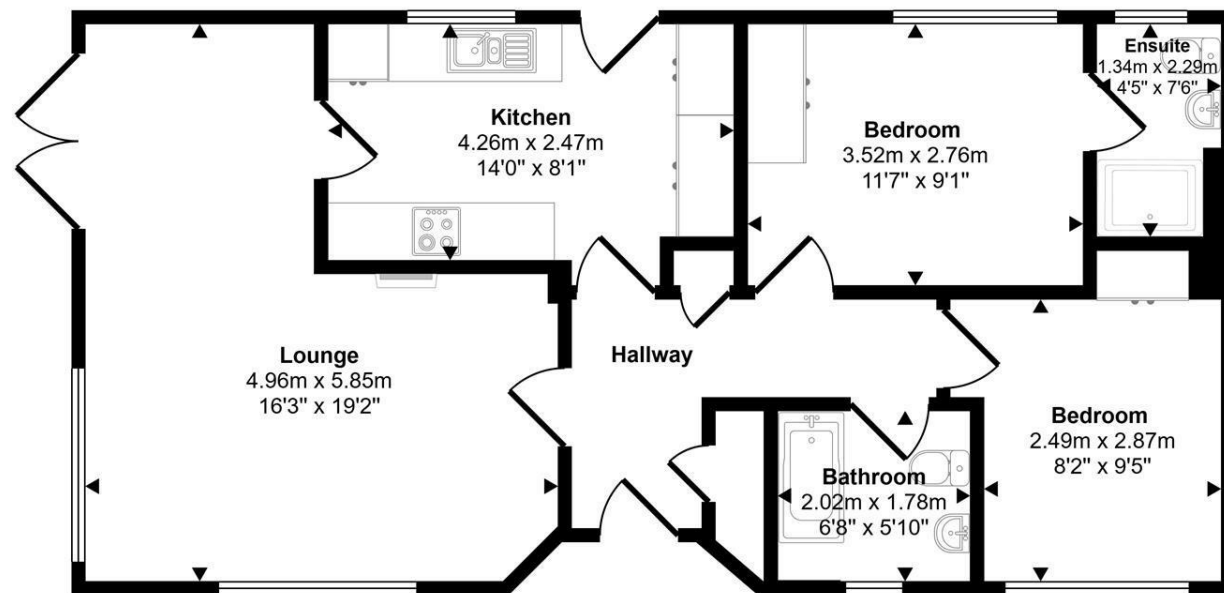 Kitchen
4.26m x 2.47m
14'0" x 8'1"
Bedroom
3.52m x 2.76m
11'7" x 9'1"
Ensuite
1.34m x 2.29m
4'5" x 7'6"
Lounge
4.96m x 5.85m
16'3" x 19'2"
Hallway
Bathroom
2.02m x 1.78m
6'8" x 5'10"
Bedroom
2.49m x 2.87m
8'2" x 9'5"